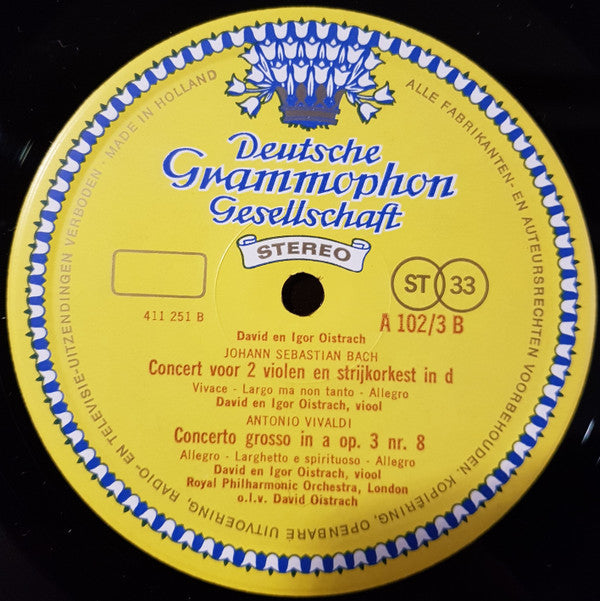 Deutsche
Grammophon
Gesellschaft
STEREO
411 251 B
ST 33
A 102/3 B
David en Igor Oistrach
JOHANN SEBASTIAN BACH
Concert voor 2 violen en strijkorkest in d
Vivace - Largo ma non tanto - Allegro
David en Igor Oistrach, viool
ANTONIO VIVALDI
Concerto grosso in a op. 3 nr. 8
Allegro - Larghetto e spirituoso - Allegro
David en Igor Oistrach, viool
Royal Philharmonic Orchestra, London
o.l.v. David Oistrach
ALLE FABRIKANTEN- EN AUTEURSRECHTEN VOORBEHOUDEN. KOPIËRING, OPENBARE UITVOERING, RADIO- EN TELEVISIE-UITZENDINGEN VERBODEN · MADE IN HOLLAND